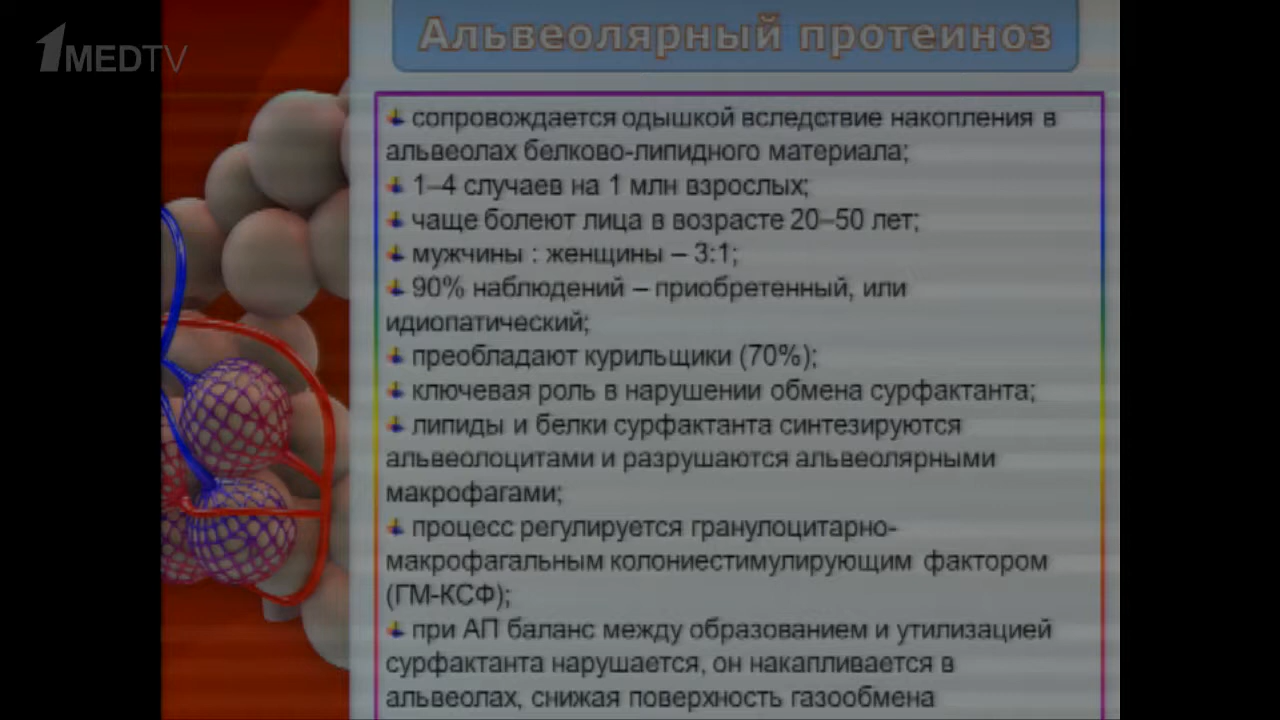 1MEDTV
Альвеолярный протеиноз
сопровождается одышкой вследствие накопления в
альвеолах белково-липидного материала;
1–4 случаев на 1 млн взрослых;
чаще болеют лица в возрасте 20–50 лет;
мужчины : женщины – 3:1;
90% наблюдений – приобретенный, или
идиопатический;
преобладают курильщики (70%);
ключевая роль в нарушении обмена сурфактанта;
липиды и белки сурфактанта синтезируются
альвеолоцитами и разрушаются альвеолярными
макрофагами;
процесс регулируется гранулоцитарно-
макрофагальным колониестимулирующим фактором
(ГМ-КСФ);
при АП баланс между образованием и утилизацией
сурфактанта нарушается, он накапливается в
альвеолах, снижая поверхность газообмена